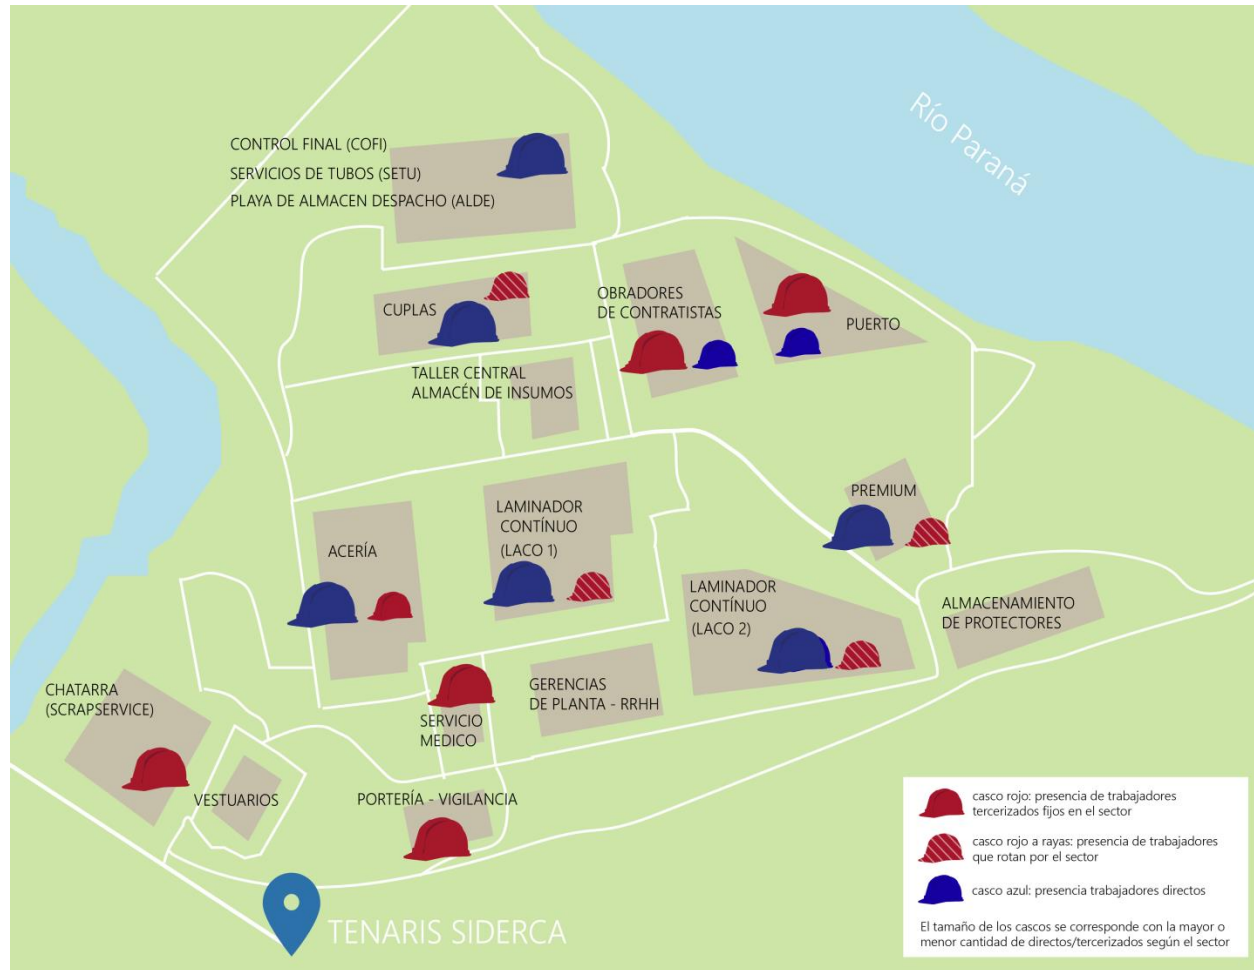 Río Paraná
CONTROL FINAL (COFI)
SERVICIOS DE TUBOS (SETU)
PLAYA DE ALMACEN DESPACHO (ALDE)
CUPLAS
OBRADORES
DE CONTRATISTAS
PUERTO
TALLER CENTRAL
ALMACÉN DE INSUMOS
PREMIUM
LAMINADOR
CONTÍNUO
(LACO 1)
ACERÍA
LAMINADOR
CONTÍNUO
(LACO 2)
ALMACENAMIENTO
DE PROTECTORES
GERENCIAS
DE PLANTA - RRHH
CHATARRA
(SCRAPSERVICE)
SERVICIO
MEDICO
VESTUARIOS
PORTERÍA - VIGILANCIA
TENARIS SIDERCA
casco rojo: presencia de trabajadores
tercerizados fijos en el sector
casco rojo a rayas: presencia de trabajadores
que rotan por el sector
casco azul: presencia trabajadores directos
El tamaño de los cascos se corresponde con la mayor o
menor cantidad de directos/tercerizados según el sector